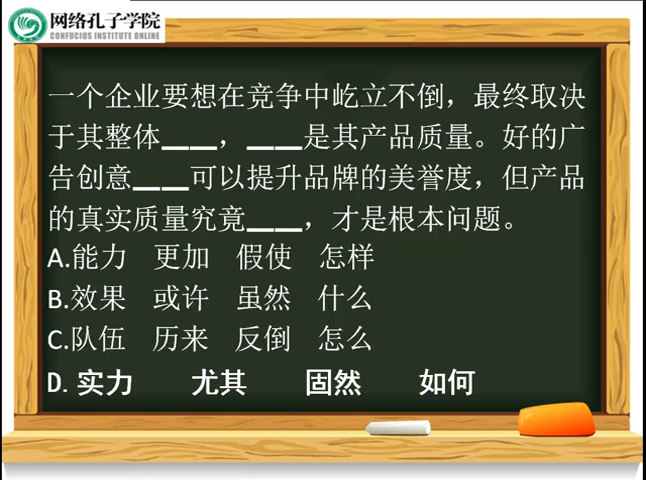 网络孔子学院
CONFUCIUS INSTITUTE ONLINE
一个企业要想在竞争中屹立不倒，最终取决
于其整体____，____是其产品质量。好的广
告创意____可以提升品牌的美誉度，但产品
的真实质量究竟____，才是根本问题。
A.能力 更加 假使 怎样
B.效果 或许 虽然 什么
C.队伍 历来 反倒 怎么
D. 实力 尤其 固然 如何